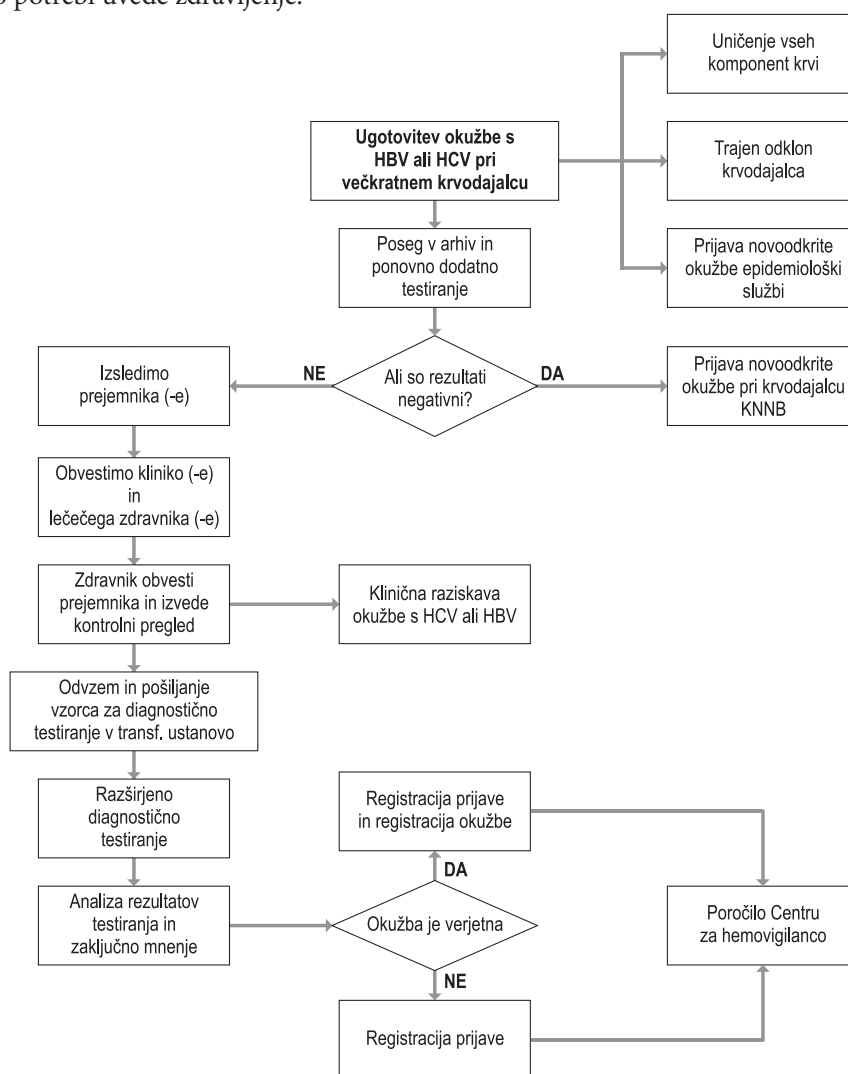 o potrebi uvede zdravljenje.
Uničenje vseh
komponent krvi
Ugotovitev okužbe s
HBV ali HCV pri
večkratnem krvodajalcu
Trajen odklon
krvodajalca
Poseg v arhiv in
ponovno dodatno
testiranje
Prijava novoodkrite
okužbe epidemiološki
službi
Izsledimo
prejemnika (-e)
NE
Ali so rezultati
negativni?
DA
Prijava novoodkrite
okužbe pri krvodajalcu
KNNB
Obvestimo kliniko (-e)
in
lečečega zdravnika (-e)
Zdravnik obvesti
prejemnika in izvede
kontrolni pregled
Klinična raziskava
okužbe s HCV ali HBV
Odvzem in pošiljanje
vzorca za diagnostično
testiranje v transf. ustanovo
Razširjeno
diagnostično
testiranje
Registracija prijave
in registracija okužbe
DA
Analiza rezultatov
testiranja in
zaključno mnenje
Okužba je verjetna
Poročilo Centru
za hemovigilanco
NE
Registracija prijave